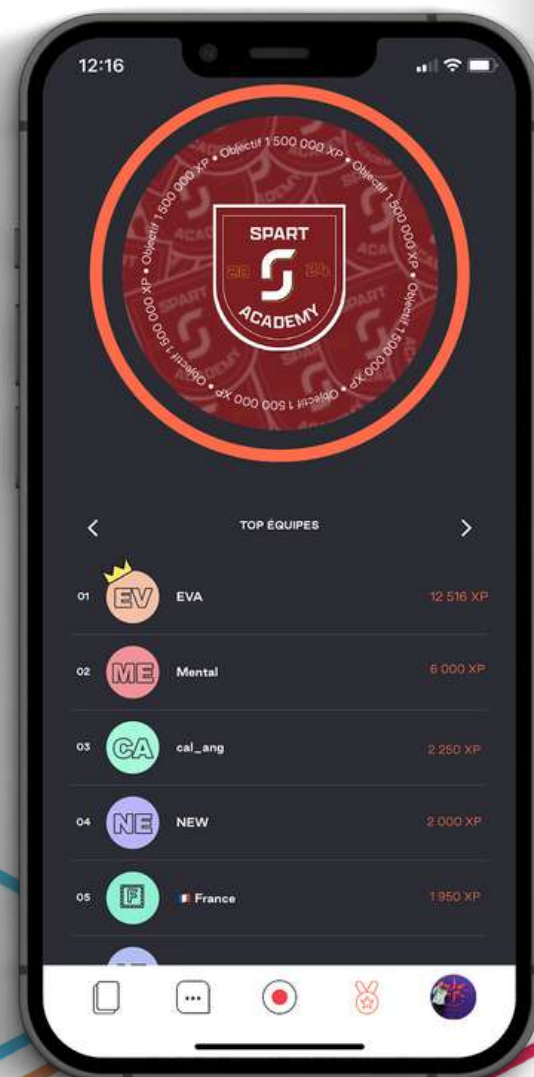 12:16
Objectif 1 500 000 XP • Objectif 1 500 000 XP • Objectif 1 500 000 XP • Objectif 1 500 000 XP •
SPART
20 24
ACADEMY
TOP ÉQUIPES
01 EV EVA 12 516 XP
02 ME Mental 6 000 XP
03 CA cal_ang 2 250 XP
04 NE NEW 2 000 XP
05 F France 1 950 XP